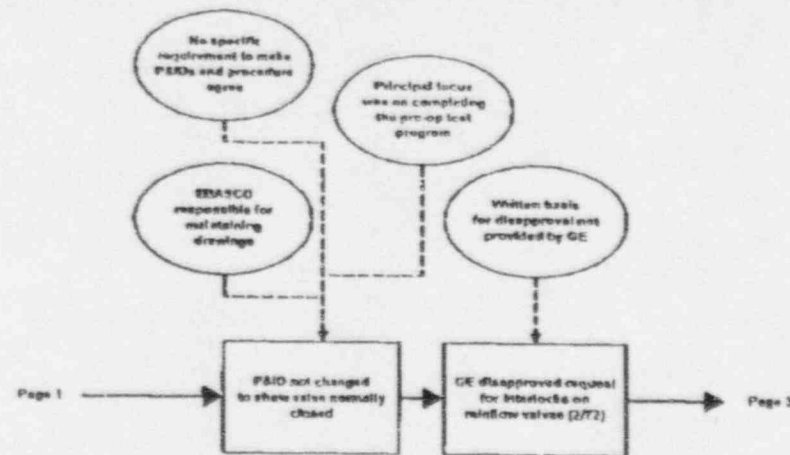 No specific
requirement to make
P&IDs and procedure
agree
Principal focus
was on completing
the pre-op test
program
EBASCO
responsible for
maintaining
drawings
Written basis
for disapproval not
provided by GE
Page 1
P&ID not changed
to show valve normally
closed
GE disapproved request
for interlocks on
minflow valves (2/72)
Page 3